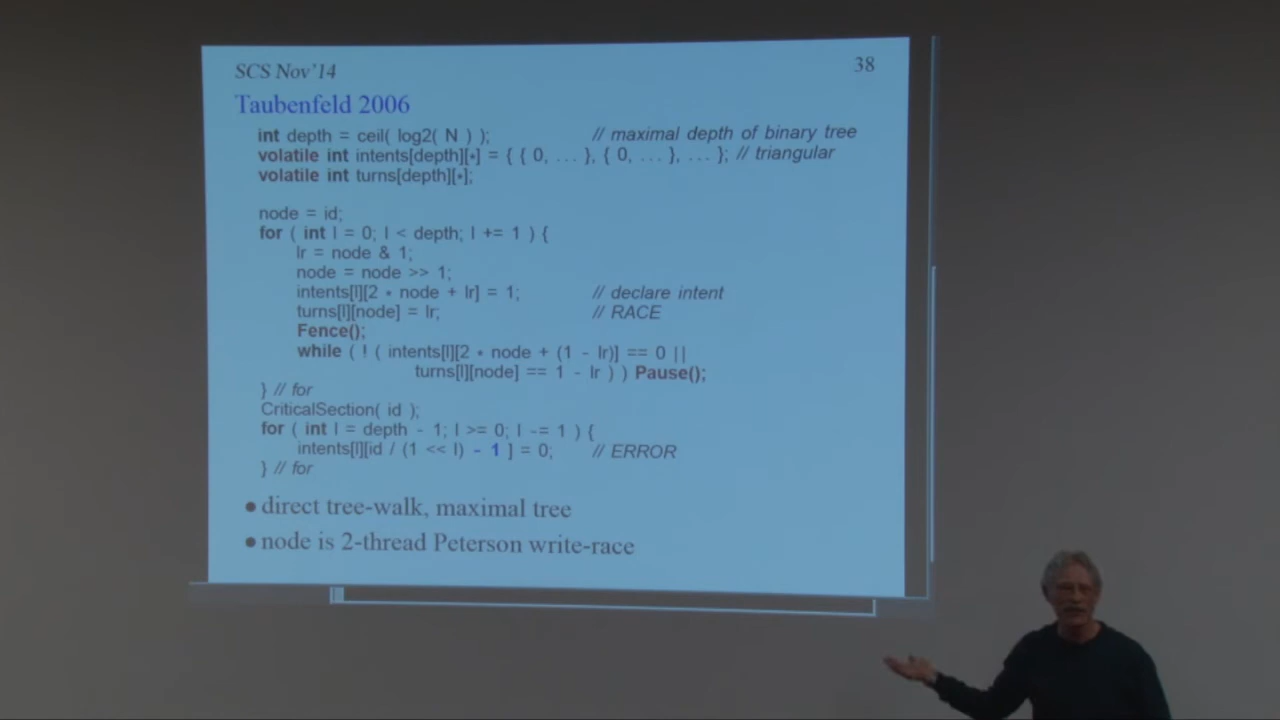 SCS Nov'14
38
Taubenfeld 2006
int depth = ceil( log2( N ) ); // maximal depth of binary tree
volatile int intents[depth][*] = { { 0, ... }, { 0, ... }, ... }; // triangular
volatile int turns[depth][*];
node = id;
for ( int l = 0; l < depth; l += 1 ) {
lr = node & 1;
node = node >> 1;
intents[l][2 * node + lr] = 1; // declare intent
turns[l][node] = lr; // RACE
Fence();
while ( ! ( intents[l][2 * node + (1 - lr)] == 0 ||
turns[l][node] == 1 - lr ) ) Pause();
} // for
CriticalSection( id );
for ( int l = depth - 1; l >= 0; l -= 1 ) {
intents[l][id / (1 << l) - 1 ] = 0; // ERROR
} // for
• direct tree-walk, maximal tree
• node is 2-thread Peterson write-race